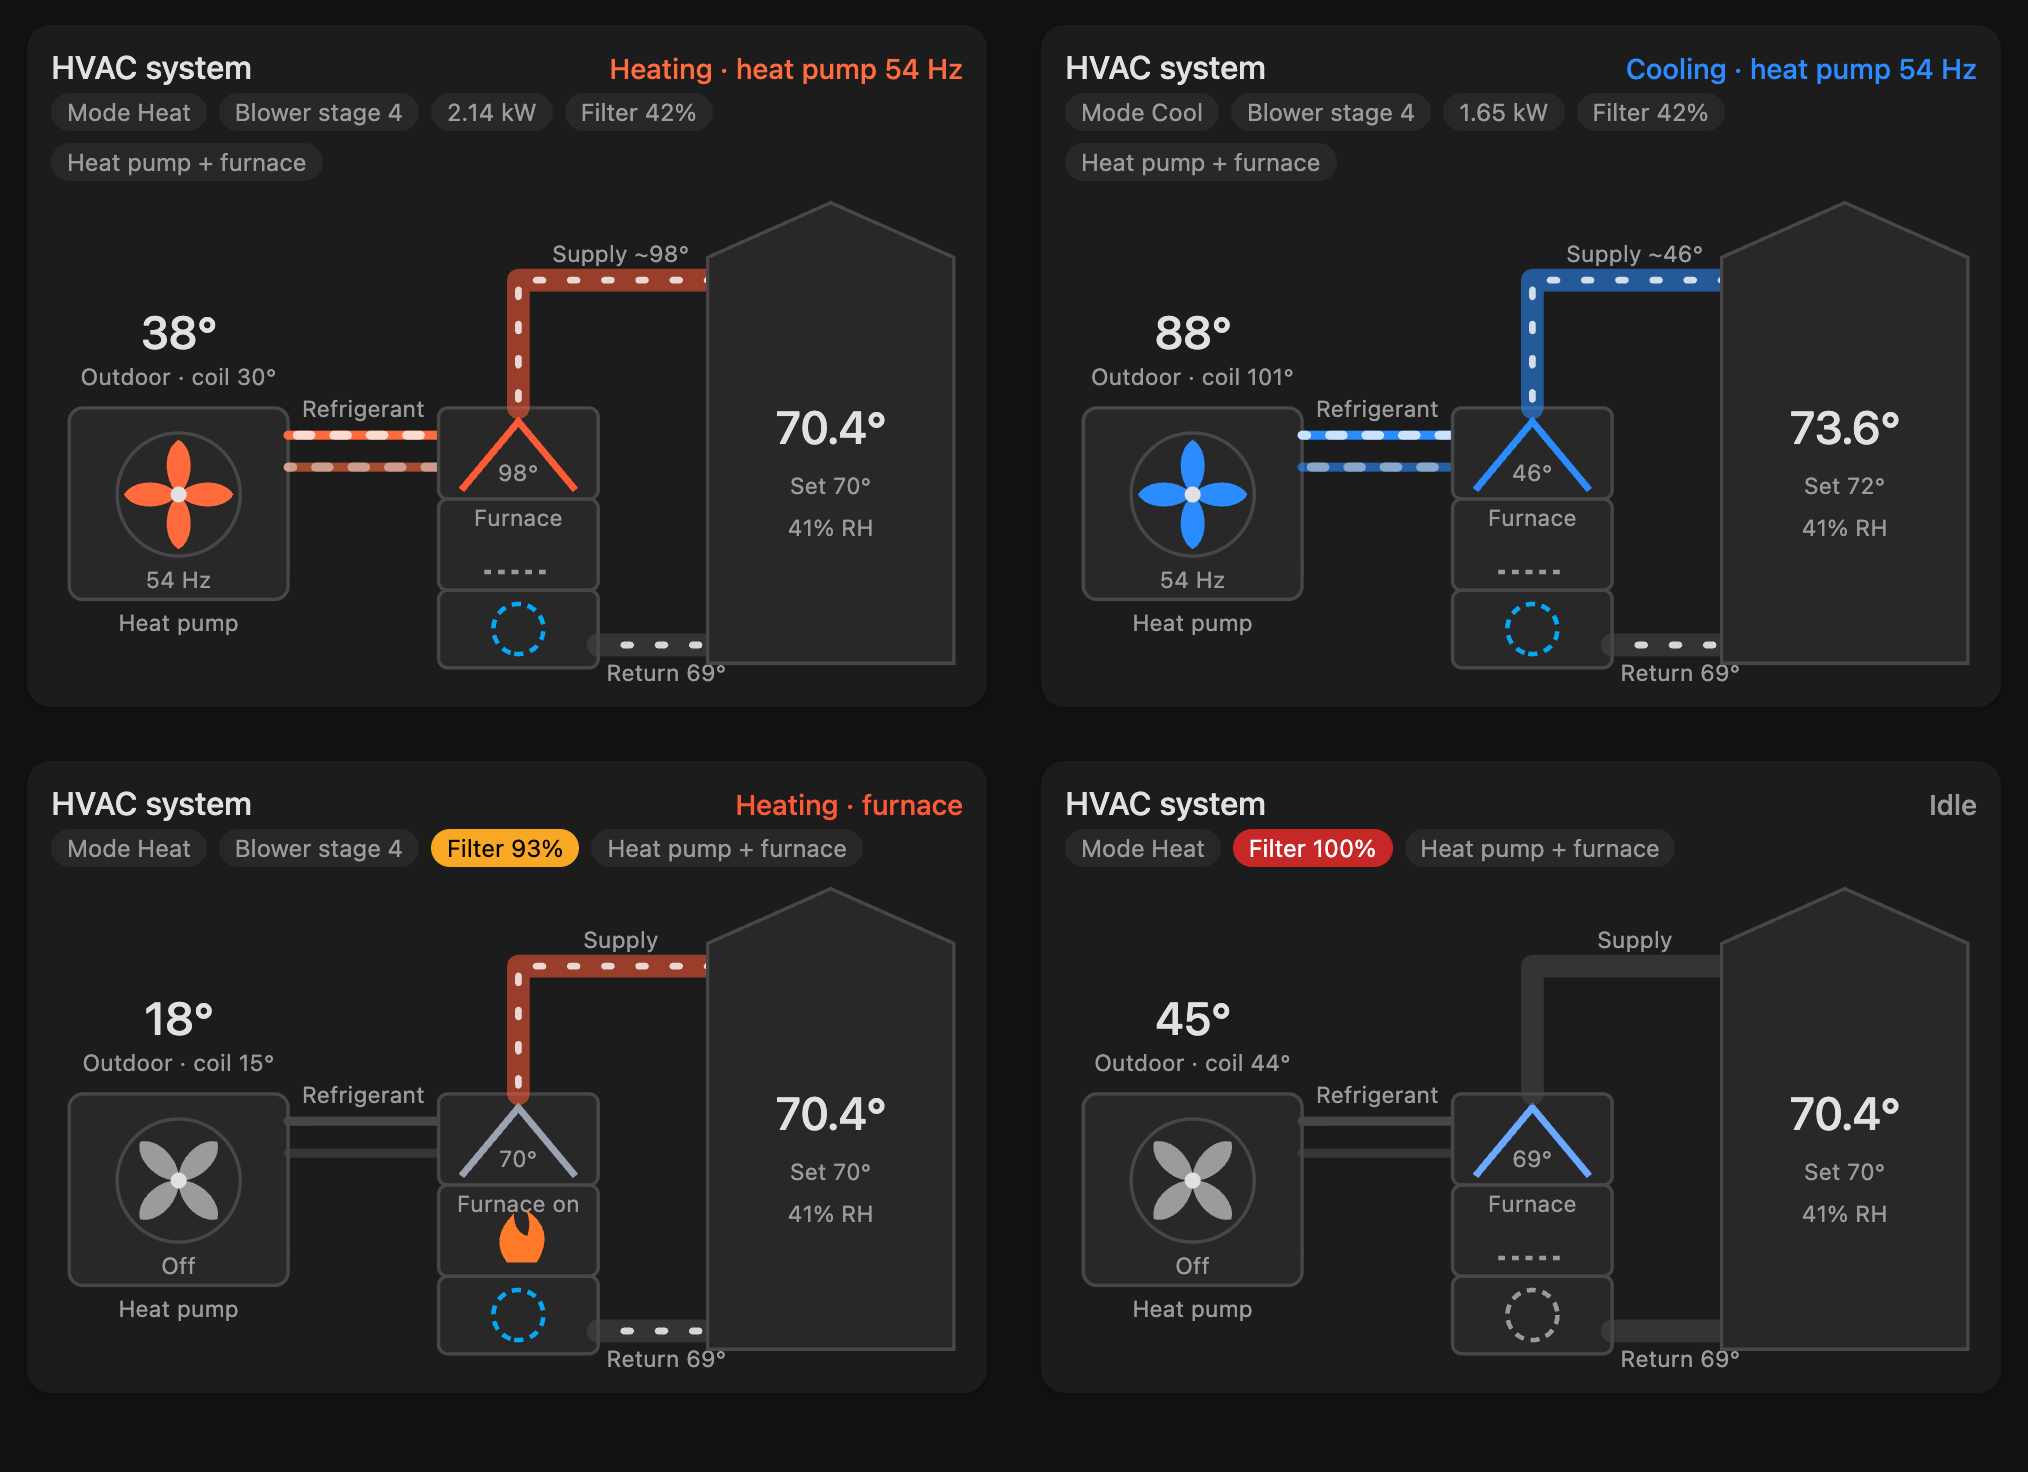 HVAC system
Heating · heat pump 54 Hz
Mode Heat
Blower stage 4
2.14 kW
Filter 42%
Heat pump + furnace
Supply ~98°
38°
Outdoor · coil 30°
Refrigerant
98°
Furnace
54 Hz
Heat pump
70.4°
Set 70°
41% RH
Return 69°
HVAC system
Cooling · heat pump 54 Hz
Mode Cool
Blower stage 4
1.65 kW
Filter 42%
Heat pump + furnace
Supply ~46°
88°
Outdoor · coil 101°
Refrigerant
46°
Furnace
54 Hz
Heat pump
73.6°
Set 72°
41% RH
Return 69°
HVAC system
Heating · furnace
Mode Heat
Blower stage 4
Filter 93%
Heat pump + furnace
Supply
18°
Outdoor · coil 15°
Refrigerant
70°
Furnace on
Off
Heat pump
70.4°
Set 70°
41% RH
Return 69°
HVAC system
Idle
Mode Heat
Filter 100%
Heat pump + furnace
Supply
45°
Outdoor · coil 44°
Refrigerant
69°
Furnace
Off
Heat pump
70.4°
Set 70°
41% RH
Return 69°